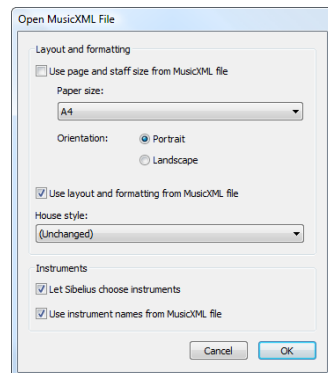 Open MusicXML File
Layout and formatting
Use page and staff size from MusicXML file
Paper size:
A4
Orientation:
Portrait
Landscape
Use layout and formatting from MusicXML file
House style:
(Unchanged)
Instruments
Let Sibelius choose instruments
Use instrument names from MusicXML file
Cancel
OK